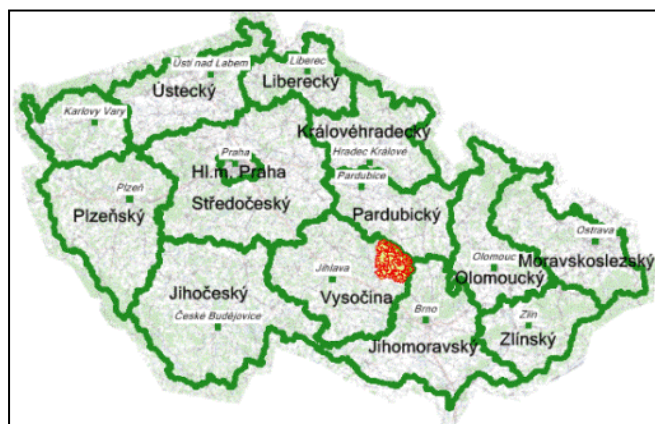 Ústí nad Labem
Ústecký
Liberec
Liberecký
Karlovy Vary
Královéhradecký
Hradec Králové
Praha
Hl.m. Praha
Středočeský
Pardubice
Pardubický
Plzeň
Plzeňský
Ostrava
Moravskoslezský
Olomouc
Olomoucký
Jihlava
Vysočina
Jihočeský
České Budějovice
Brno
Jihomoravský
Zlín
Zlínský